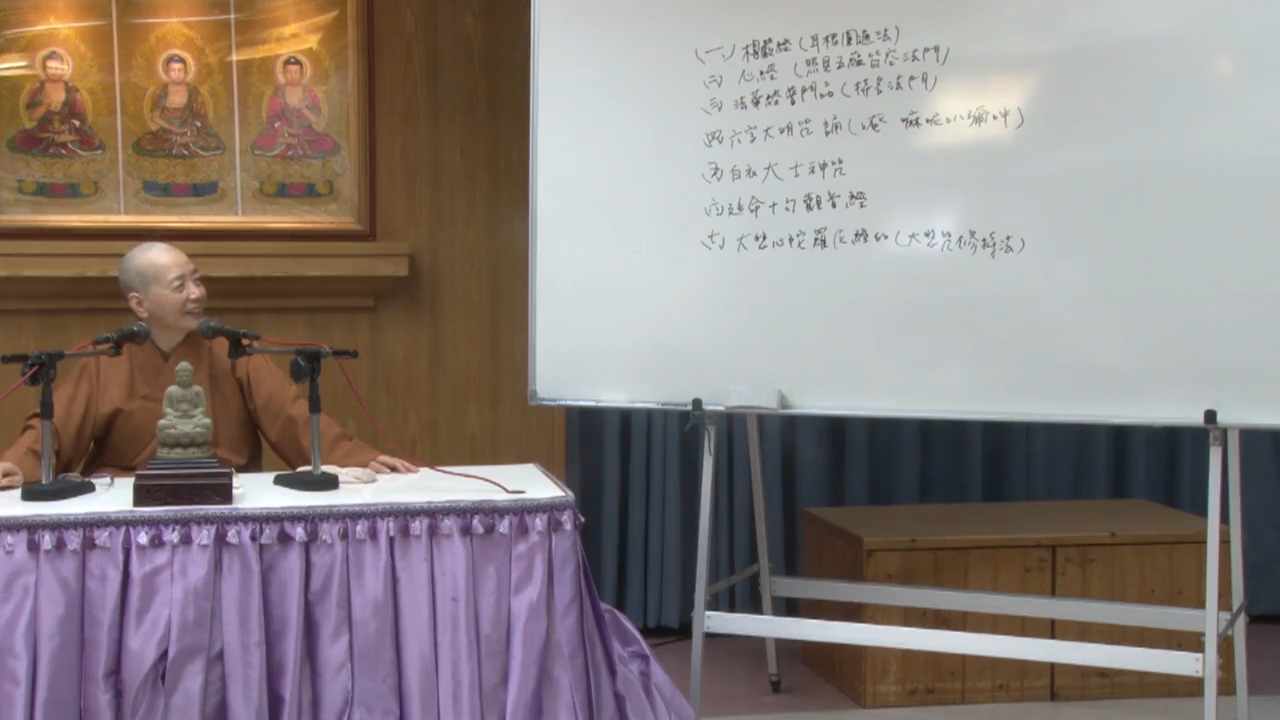 (一) 楞嚴經 (耳根圓通法)
(二) 心經 (照見五蘊皆空法門)
(三) 法華經普門品 (持名法門)
(四) 六字大明咒 誦 (唵 嘛呢叭彌吽)
(五) 白衣大士神咒
(六) 延命十句觀音經
(七) 大悲心陀羅尼經的 (大悲咒修持法)